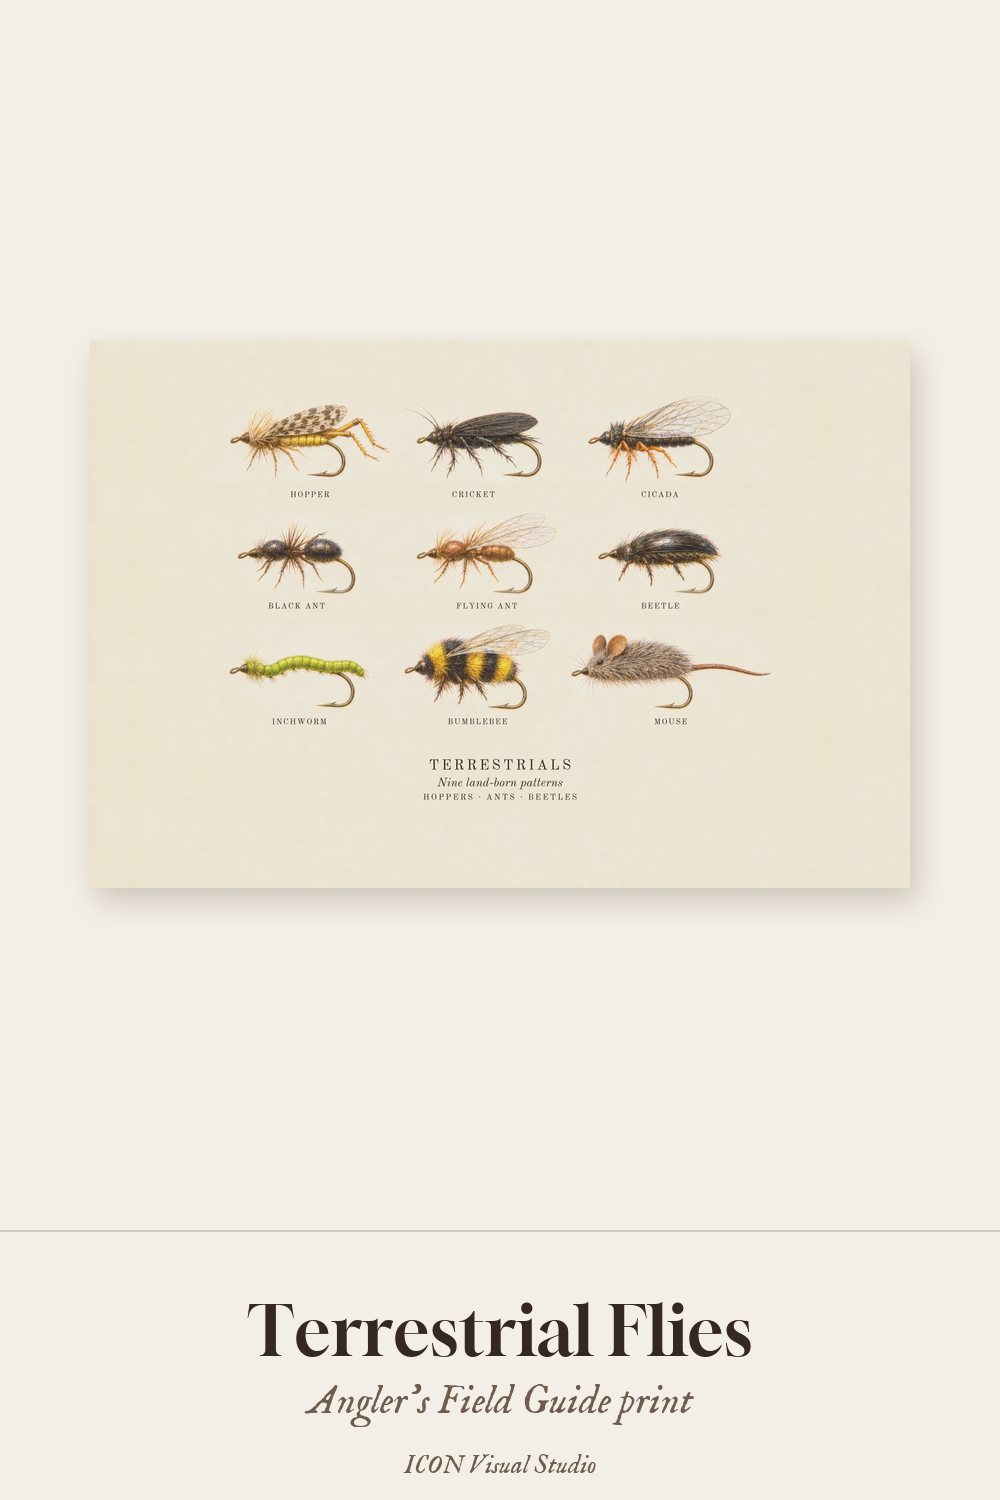 HOPPER
CRICKET
CICADA
BLACK ANT
FLYING ANT
BEETLE
INCHWORM
BUMBLEBEE
MOUSE
TERRESTRIALS
Nine land-born patterns
HOPPERS · ANTS · BEETLES
Terrestrial Flies
Angler’s Field Guide print
ICON Visual Studio